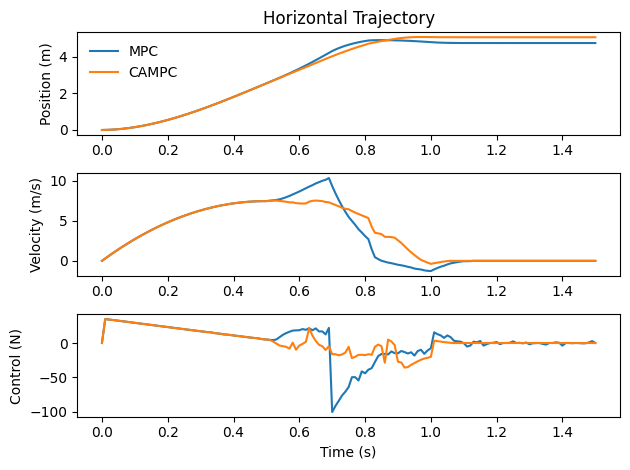 Horizontal Trajectory
Position (m)
4
2
0
MPC
CAMPC
0.0 0.2 0.4 0.6 0.8 1.0 1.2 1.4
Velocity (m/s)
10
5
0
0.0 0.2 0.4 0.6 0.8 1.0 1.2 1.4
Control (N)
0
−50
−100
0.0 0.2 0.4 0.6 0.8 1.0 1.2 1.4
Time (s)